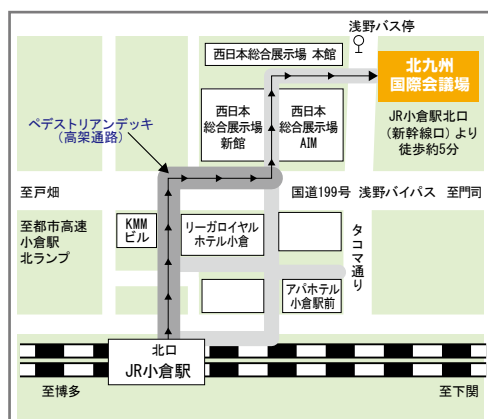 浅野バス停
西日本総合展示場 本館
北九州
国際会議場
西日本
総合展示場
新館
西日本
総合展示場
AIM
JR小倉駅北口
(新幹線口)より
徒歩約5分
ペデストリアンデッキ
(高架通路)
至戸畑
国道199号 浅野バイパス 至門司
至都市高速
小倉駅
北ランプ
KMM
ビル
リーガロイヤル
ホテル小倉
タコマ通り
アパホテル
小倉駅前
北口
JR小倉駅
至博多
至下関